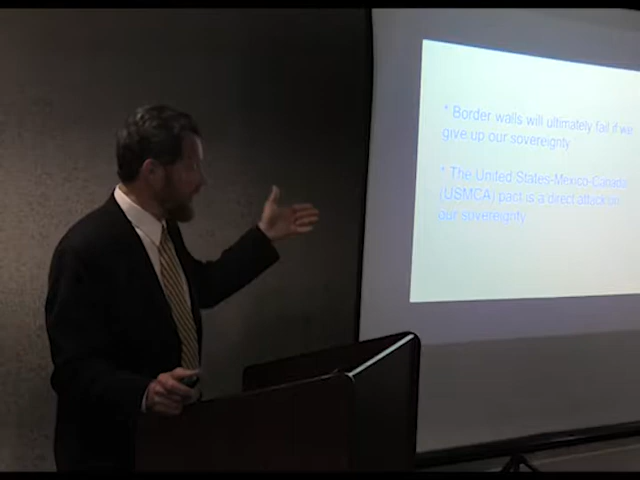 * Border walls will ultimately fail if we
give up our sovereignty
* The United States-Mexico-Canada
(USMCA) pact is a direct attack on
our sovereignty